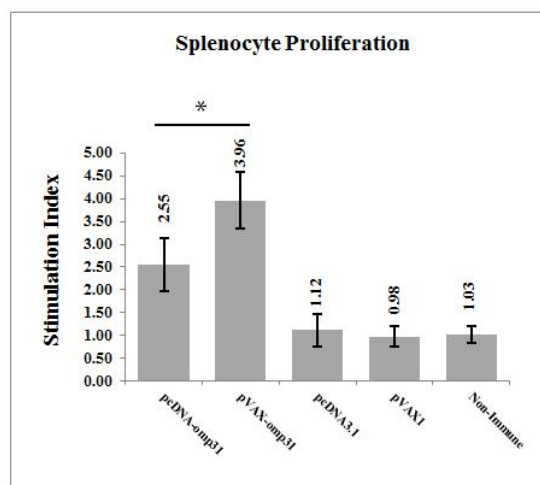 Splenocyte Proliferation
*
Stimulation Index
5.00
4.50
4.00
3.50
3.00
2.50
2.00
1.50
1.00
0.50
0.00
2.55
3.96
1.12
0.98
1.03
pcDNA-omp31
pVAX-omp31
pcDNA3.1
pVAX1
Non-Immune